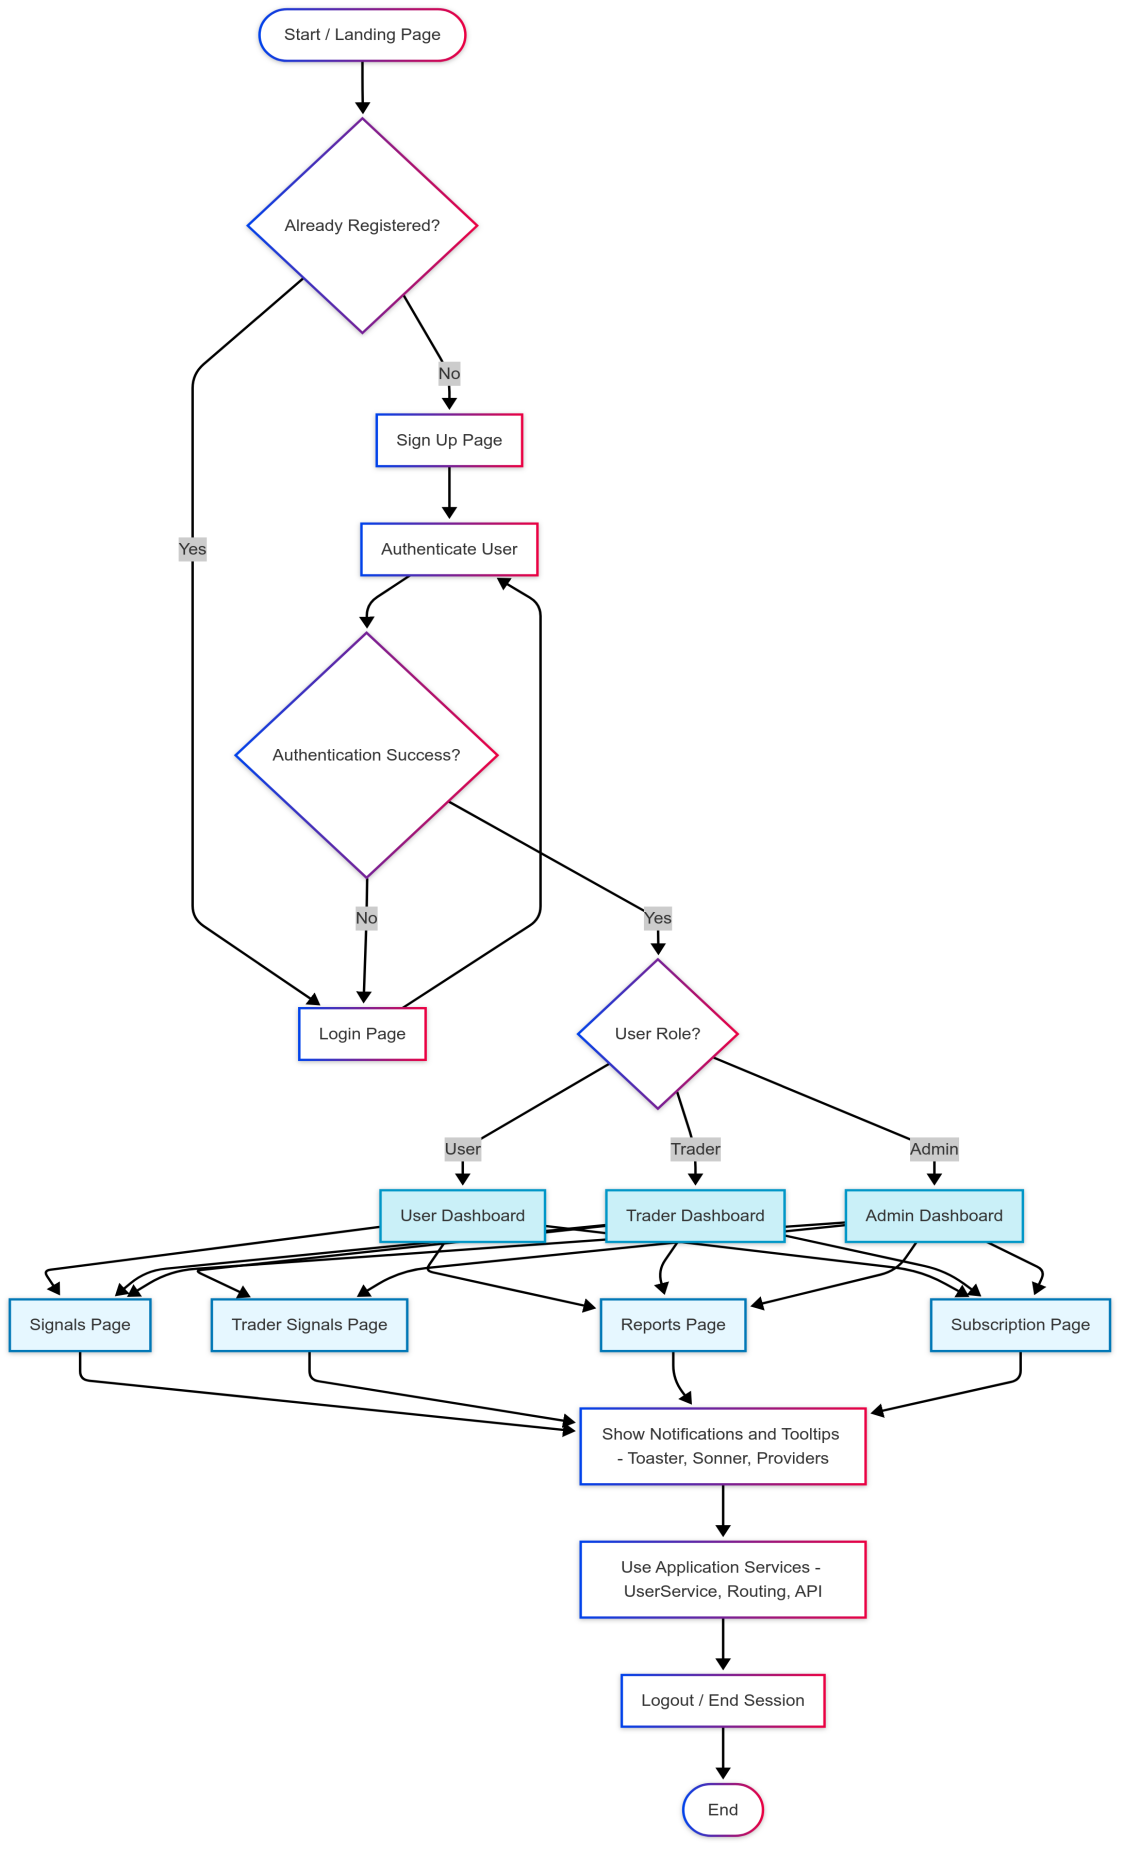 Start / Landing Page
Already Registered?
No
Sign Up Page
Yes
Authenticate User
Authentication Success?
No
Yes
Login Page
User Role?
User
Trader
Admin
User Dashboard
Trader Dashboard
Admin Dashboard
Signals Page
Trader Signals Page
Reports Page
Subscription Page
Show Notifications and Tooltips
- Toaster, Sonner, Providers
Use Application Services -
UserService, Routing, API
Logout / End Session
End